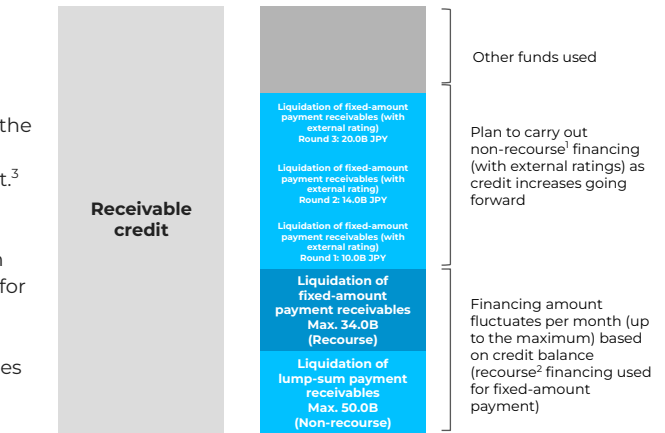 the
t.3
n
for
es
Receivable
credit
Liquidation of fixed-amount
payment receivables (with
external rating)
Round 3: 20.0B JPY
Liquidation of fixed-amount
payment receivables (with
external rating)
Round 2: 14.0B JPY
Liquidation of fixed-amount
payment receivables (with
external rating)
Round 1: 10.0B JPY
Liquidation of
fixed-amount
payment receivables
Max. 34.0B
(Recourse)
Liquidation of
lump-sum payment
receivables
Max. 50.0B
(Non-recourse)
Other funds used
Plan to carry out
non-recourse1 financing
(with external ratings) as
credit increases going
forward
Financing amount
fluctuates per month (up
to the maximum) based
on credit balance
(recourse2 financing used
for fixed-amount
payment)